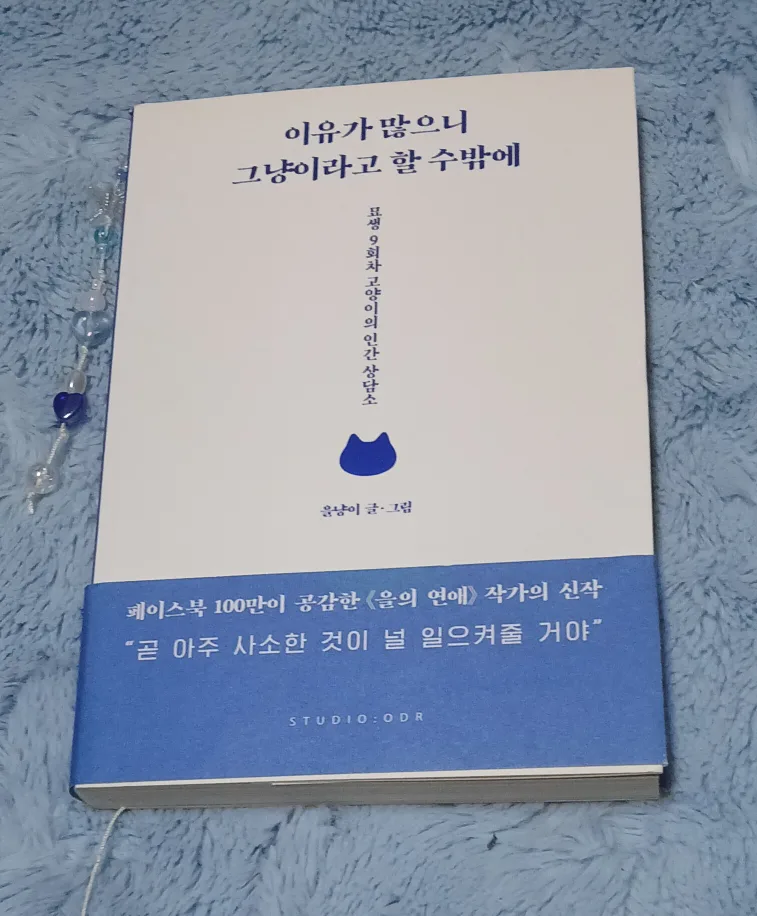 이유가 많으니
그냥이라고 할 수밖에
묘생 9회차 고양이의 인간 상담소
을냥이 글·그림
페이스북 100만이 공감한 《을의 연애》 작가의 신작
“곧 아주 사소한 것이 널 일으켜줄 거야”
STUDIO:ODR